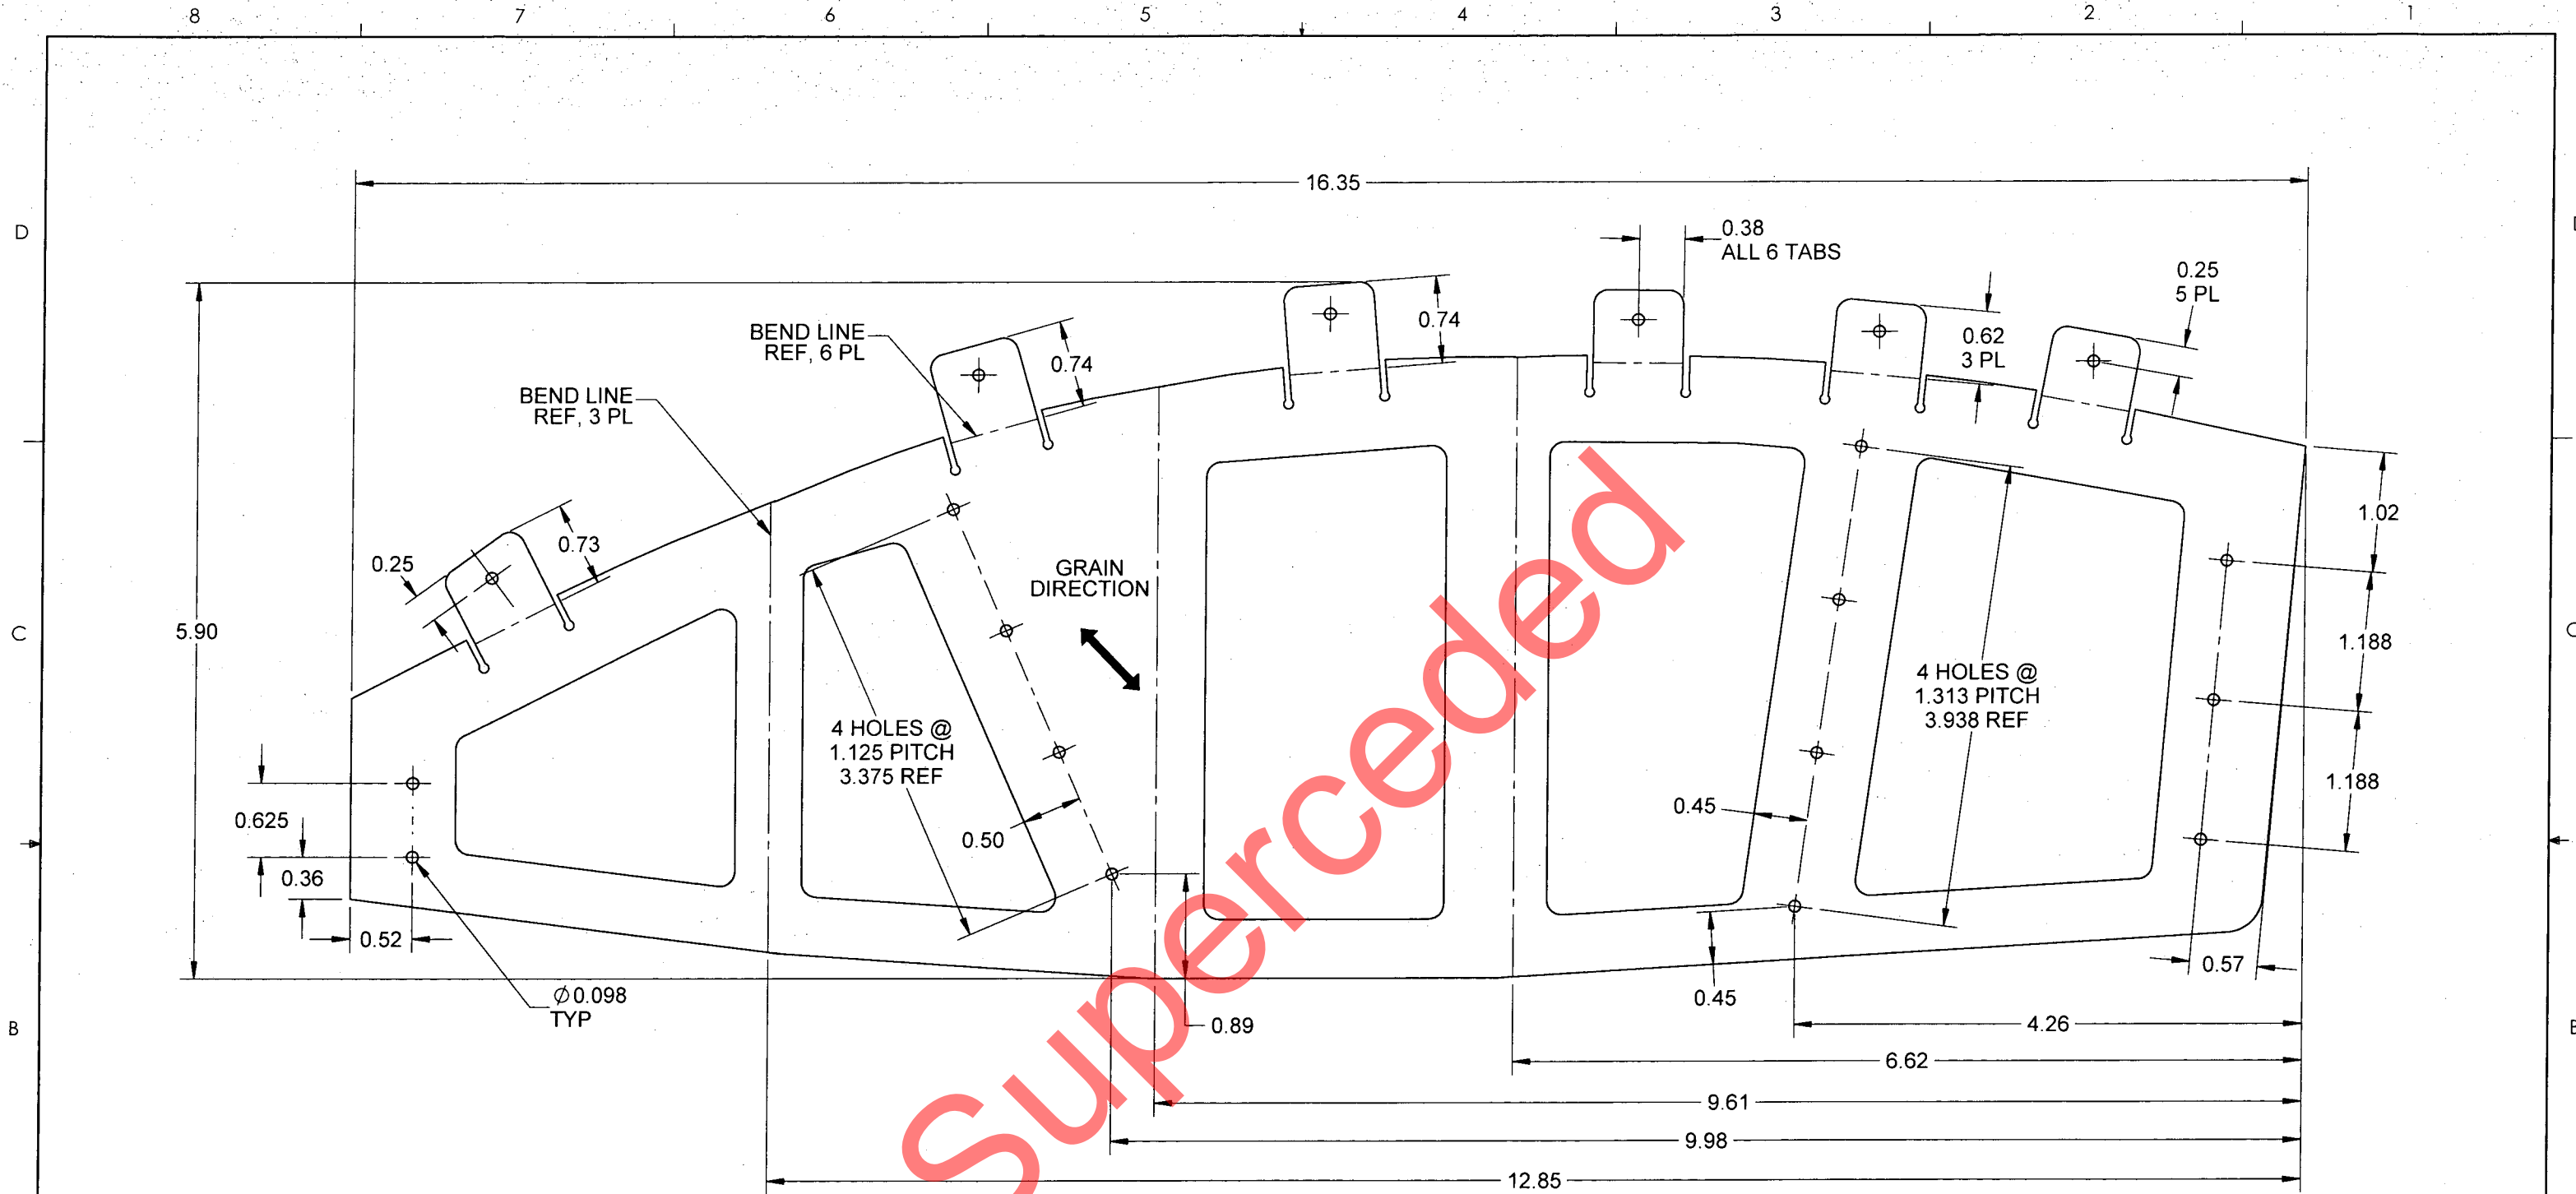 8 7 6 5 4 3 2 1
16.35
D
0.38
ALL 6 TABS
0.25
5 PL
0.74
BEND LINE
REF, 6 PL
0.62
3 PL
0.74
BEND LINE
REF, 3 PL
1.02
0.73
0.25
GRAIN
DIRECTION
5.90
C
1.188
4 HOLES @
1.313 PITCH
3.938 REF
4 HOLES @
1.125 PITCH
3.375 REF
1.188
0.625
0.45
0.50
0.36
0.52
0.57
Ø0.098
TYP
0.45
0.89
4.26
B
6.62
9.61
9.98
12.85
Superceded